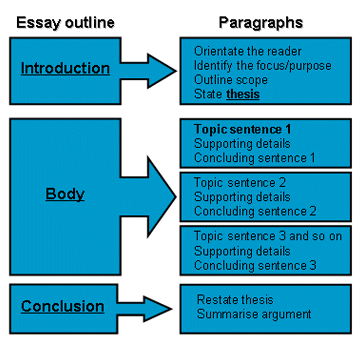 Essay outline
Paragraphs
Introduction
Orientate the reader
Identify the focus/purpose
Outline scope
State thesis
Body
Topic sentence 1
Supporting details
Concluding sentence 1
Topic sentence 2
Supporting details
Concluding sentence 2
Topic sentence 3 and so on
Supporting details
Concluding sentence 3
Conclusion
Restate thesis
Summarise argument